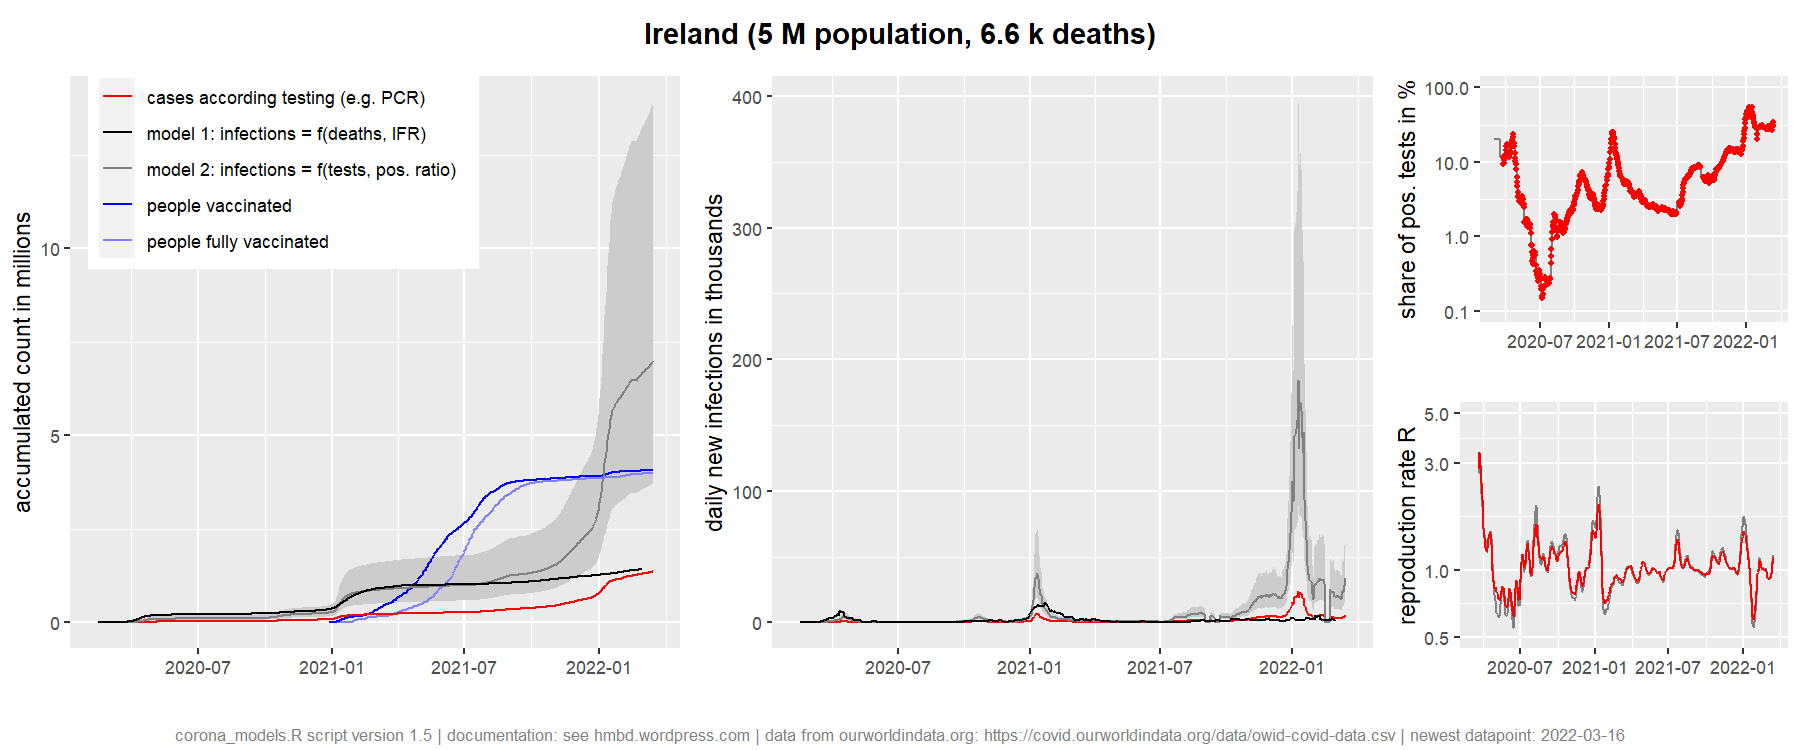 Ireland (5 M population, 6.6 k deaths)
cases according testing (e.g. PCR)
model 1: infections = f(deaths, IFR)
model 2: infections = f(tests, pos. ratio)
people vaccinated
people fully vaccinated
accumulated count in millions
10
5
0
2020-07
2021-01
2021-07
2022-01
daily new infections in thousands
400
300
200
100
0
2020-07
2021-01
2021-07
2022-01
share of pos. tests in %
100.0
10.0
1.0
0.1
2020-07
2021-01
2021-07
2022-01
reproduction rate R
5.0
3.0
1.0
0.5
2020-07
2021-01
2021-07
2022-01
corona_models.R script version 1.5 | documentation: see hmbd.wordpress.com | data from ourworldindata.org: https://covid.ourworldindata.org/data/owid-covid-data.csv | newest datapoint: 2022-03-16